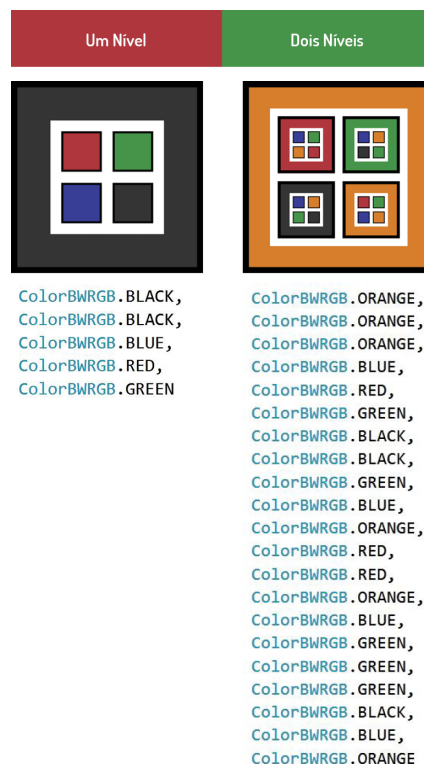 Um Nível
Dois Níveis
ColorBWRGB.BLACK,
ColorBWRGB.BLACK,
ColorBWRGB.BLUE,
ColorBWRGB.RED,
ColorBWRGB.GREEN
ColorBWRGB.ORANGE,
ColorBWRGB.ORANGE,
ColorBWRGB.ORANGE,
ColorBWRGB.BLUE,
ColorBWRGB.RED,
ColorBWRGB.GREEN,
ColorBWRGB.BLACK,
ColorBWRGB.BLACK,
ColorBWRGB.GREEN,
ColorBWRGB.BLUE,
ColorBWRGB.ORANGE,
ColorBWRGB.RED,
ColorBWRGB.RED,
ColorBWRGB.ORANGE,
ColorBWRGB.BLUE,
ColorBWRGB.GREEN,
ColorBWRGB.GREEN,
ColorBWRGB.GREEN,
ColorBWRGB.BLACK,
ColorBWRGB.BLUE,
ColorBWRGB.ORANGE